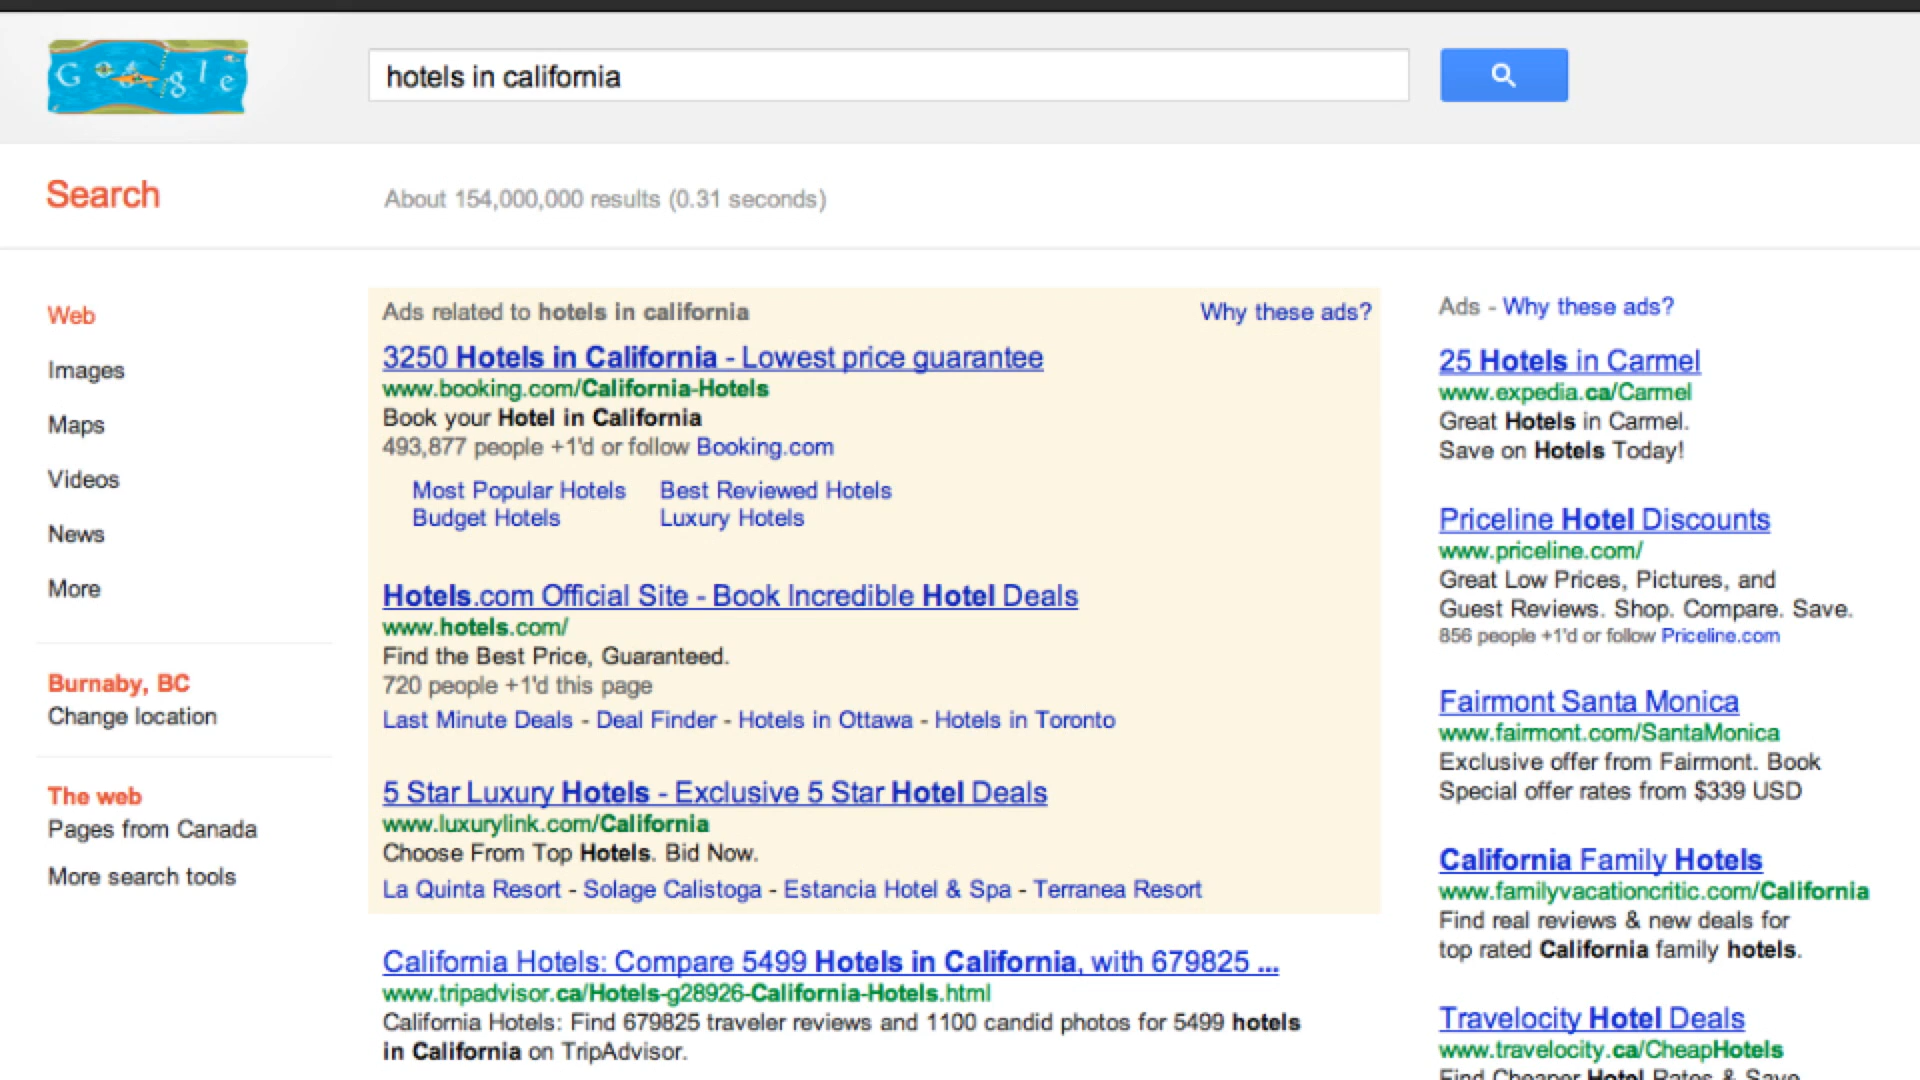 Google
hotels in california
Search
About 154,000,000 results (0.31 seconds)
Web
Images
Maps
Videos
News
More
Burnaby, BC
Change location
The web
Pages from Canada
More search tools
Ads related to hotels in california
Why these ads?
3250 Hotels in California - Lowest price guarantee
www.booking.com/California-Hotels
Book your Hotel in California
493,877 people +1'd or follow Booking.com
Most Popular Hotels Best Reviewed Hotels
Budget Hotels Luxury Hotels
Hotels.com Official Site - Book Incredible Hotel Deals
www.hotels.com/
Find the Best Price, Guaranteed.
720 people +1'd this page
Last Minute Deals - Deal Finder - Hotels in Ottawa - Hotels in Toronto
5 Star Luxury Hotels - Exclusive 5 Star Hotel Deals
www.luxurylink.com/California
Choose From Top Hotels. Bid Now.
La Quinta Resort - Solage Calistoga - Estancia Hotel & Spa - Terranea Resort
California Hotels: Compare 5499 Hotels in California, with 679825 ...
www.tripadvisor.ca/Hotels-g28926-California-Hotels.html
California Hotels: Find 679825 traveler reviews and 1100 candid photos for 5499 hotels
in California on TripAdvisor.
Ads - Why these ads?
25 Hotels in Carmel
www.expedia.ca/Carmel
Great Hotels in Carmel.
Save on Hotels Today!
Priceline Hotel Discounts
www.priceline.com/
Great Low Prices, Pictures, and
Guest Reviews. Shop. Compare. Save.
856 people +1'd or follow Priceline.com
Fairmont Santa Monica
www.fairmont.com/SantaMonica
Exclusive offer from Fairmont. Book
Special offer rates from $339 USD
California Family Hotels
www.familyvacationcritic.com/California
Find real reviews & new deals for
top rated California family hotels.
Travelocity Hotel Deals
www.travelocity.ca/CheapHotels
Find Cheaper Hotel Rates & Save